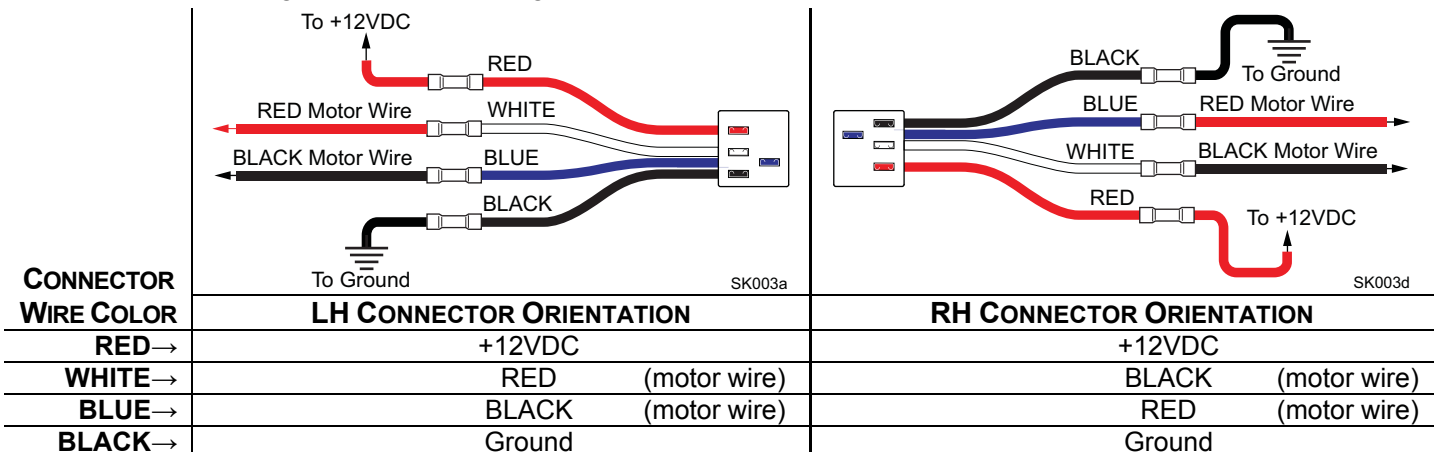 To +12VDC
RED
RED Motor Wire
WHITE
BLACK Motor Wire
BLUE
BLACK
To Ground
SK003a
BLACK
To Ground
BLUE
RED Motor Wire
WHITE
BLACK Motor Wire
RED
To +12VDC
SK003d
CONNECTOR
WIRE COLOR LH CONNECTOR ORIENTATION RH CONNECTOR ORIENTATION
RED→ +12VDC +12VDC
WHITE→ RED (motor wire) BLACK (motor wire)
BLUE→ BLACK (motor wire) RED (motor wire)
BLACK→ Ground Ground